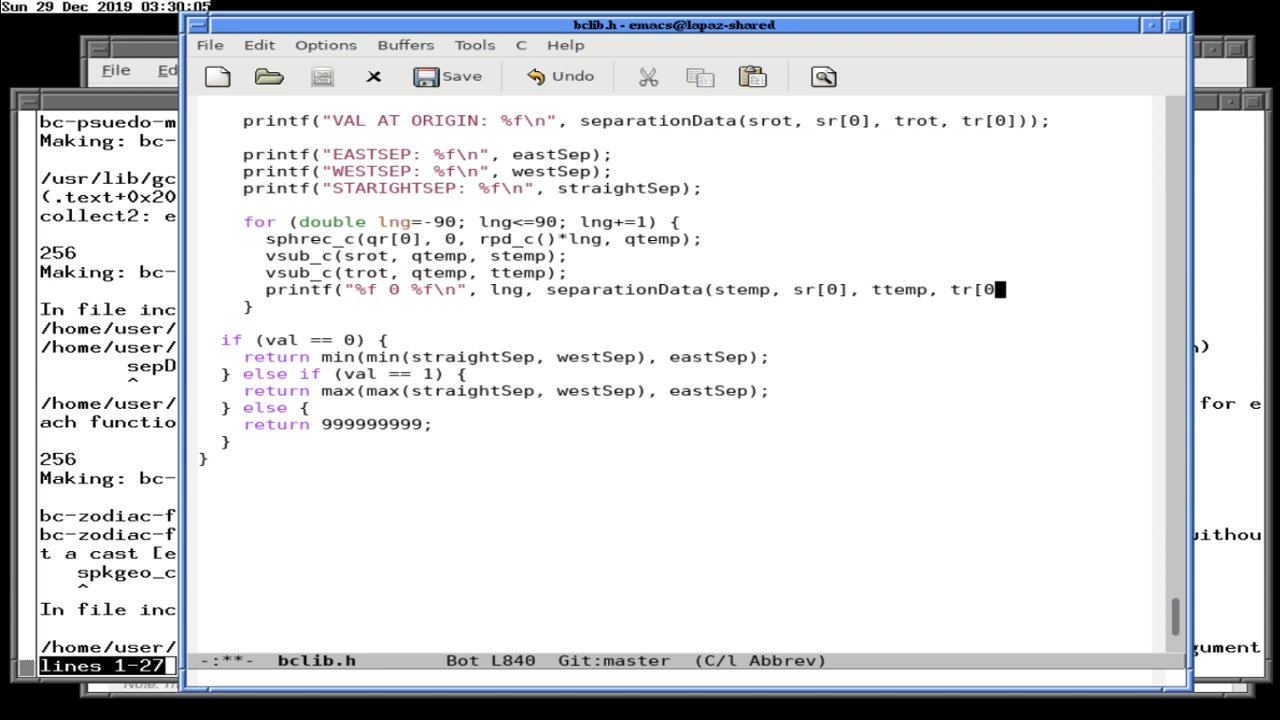 Sun 29 Dec 2019 03:30:05
bclib.h - emacs@lapaz-shared
File Ed
File Edit Options Buffers Tools C Help
Save Undo
bc-psuedo-m
Making: bc-
/usr/lib/gc
(.text+0x20
collect2: e
256
Making: bc-
In file inc
/home/user/
/home/user/
sepD
^
/home/user/
ach functio
256
Making: bc-
bc-zodiac-f
bc-zodiac-f
t a cast [e
spkgeo_c
^
In file inc
/home/user/
lines 1-27
printf("VAL AT ORIGIN: %f\n", separationData(srot, sr[0], trot, tr[0]));
printf("EASTSEP: %f\n", eastSep);
printf("WESTSEP: %f\n", westSep);
printf("STARIGHTSEP: %f\n", straightSep);
for (double lng=-90; lng<=90; lng+=1) {
sphrec_c(qr[0], 0, rpd_c()*lng, qtemp);
vsub_c(srot, qtemp, stemp);
vsub_c(trot, qtemp, ttemp);
printf("%f 0 %f\n", lng, separationData(stemp, sr[0], ttemp, tr[0
}
if (val == 0) {
return min(min(straightSep, westSep), eastSep);
} else if (val == 1) {
return max(max(straightSep, westSep), eastSep);
} else {
return 999999999;
}
}
-:**- bclib.h Bot L840 Git:master (C/l Abbrev)
)
for e
withou
gument